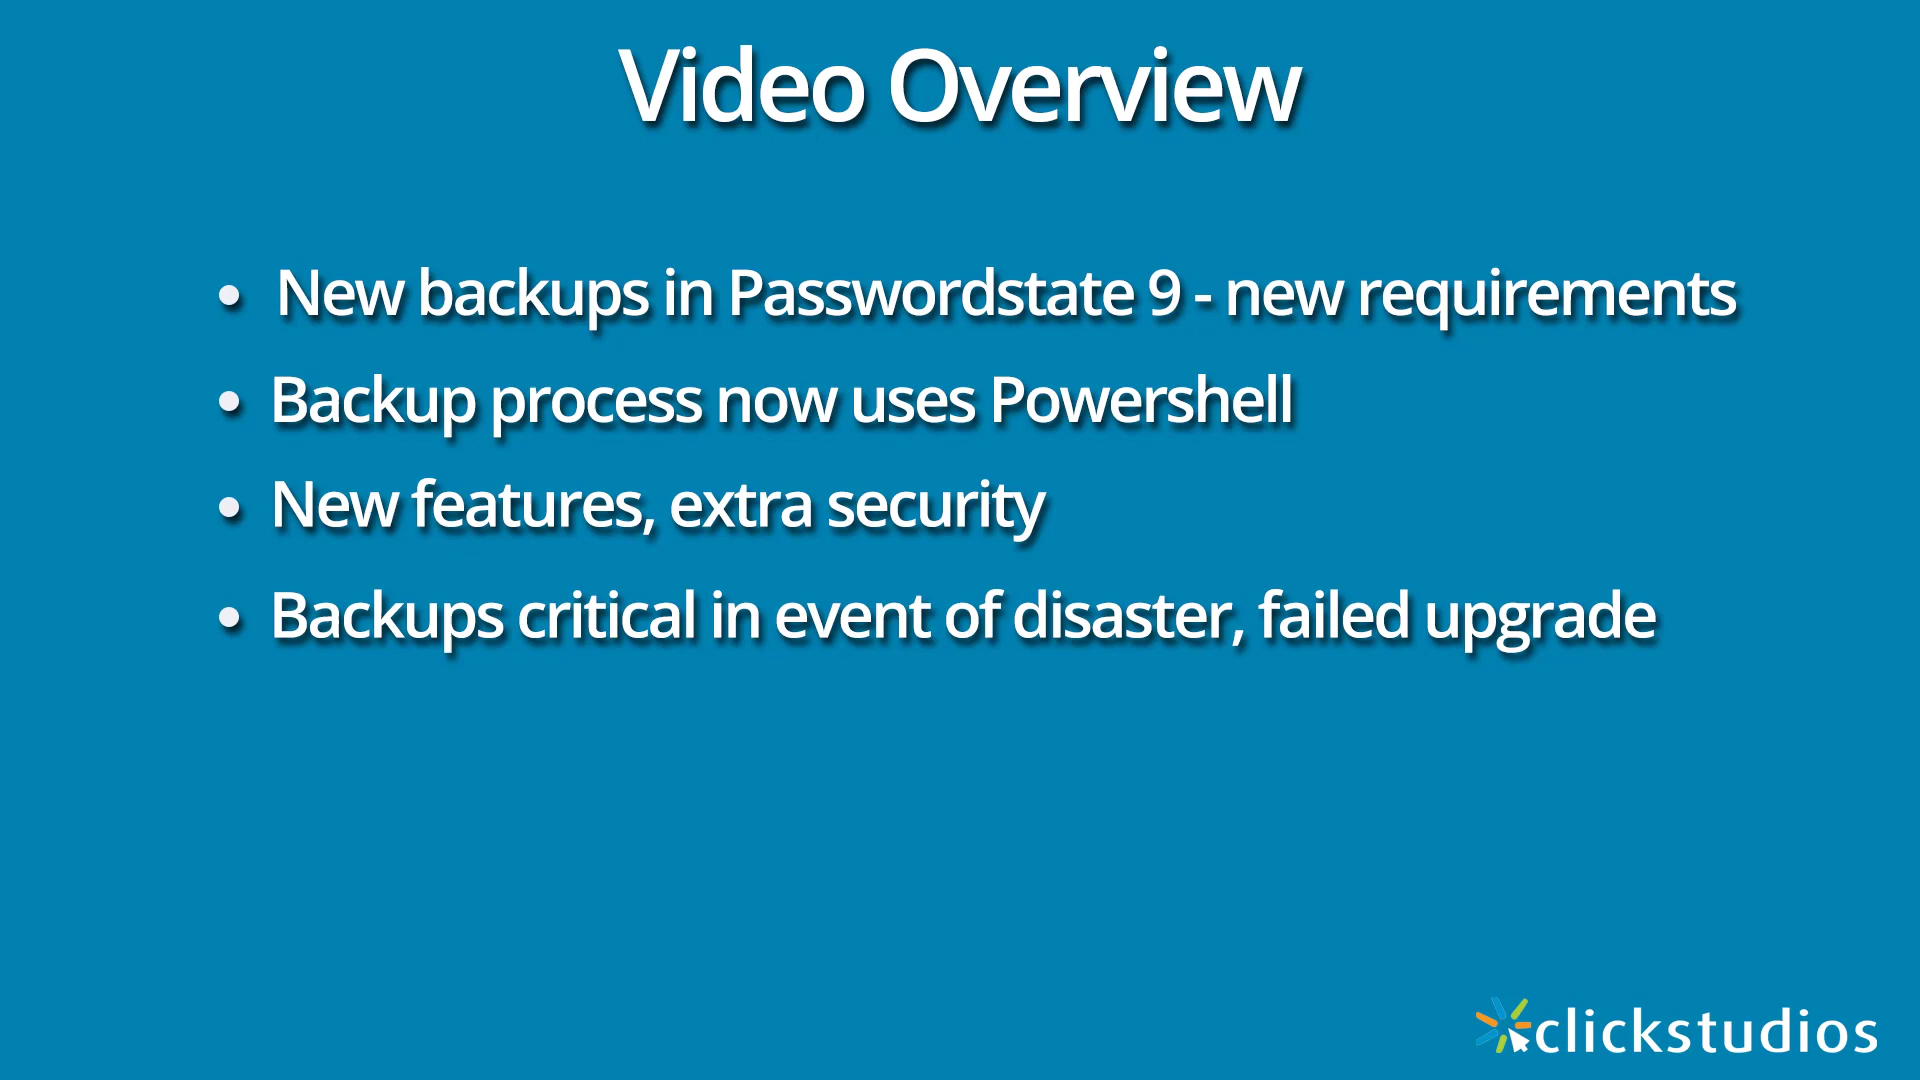 Video Overview
• New backups in Passwordstate 9 - new requirements
• Backup process now uses Powershell
• New features, extra security
• Backups critical in event of disaster, failed upgrade
clickstudios